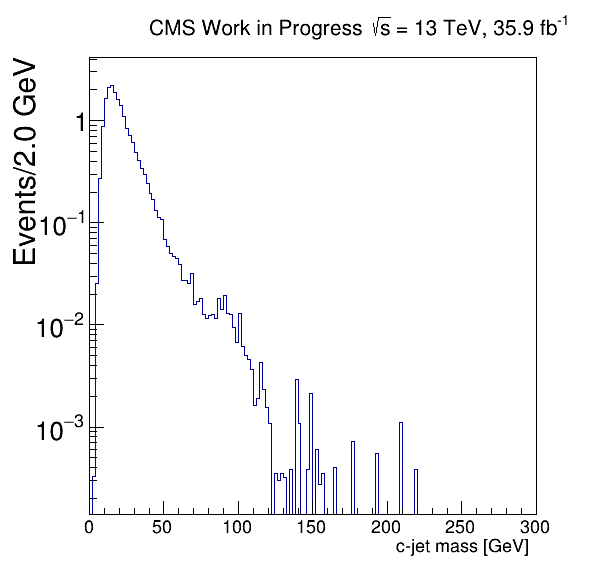 CMS Work in Progress √s = 13 TeV, 35.9 fb⁻¹
Events/2.0 GeV
1
10⁻¹
10⁻²
10⁻³
0 50 100 150 200 250 300
c-jet mass [GeV]